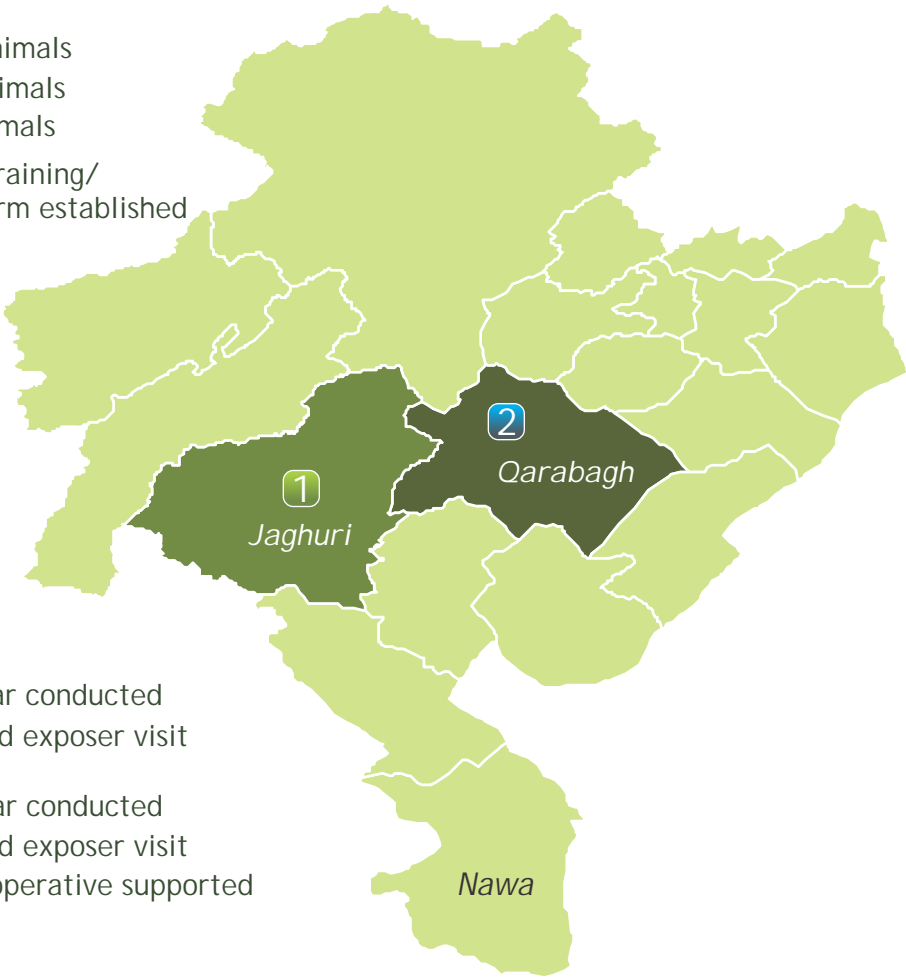 nimals
imals
mals
raining/
rm established
2
Qarabagh
1
Jaghuri
ar conducted
d exposer visit
ar conducted
d exposer visit
operative supported
Nawa